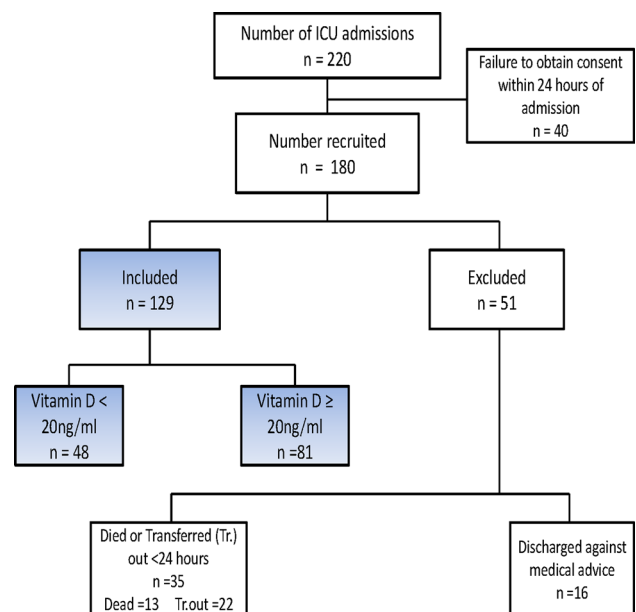 Number of ICU admissions
n = 220
Failure to obtain consent
within 24 hours of
admission
n = 40
Number recruited
n = 180
Included
n = 129
Excluded
n = 51
Vitamin D <
20ng/ml
n = 48
Vitamin D ≥
20ng/ml
n =81
Died or Transferred (Tr.)
out <24 hours
n =35
Dead =13 Tr.out =22
Discharged against
medical advice
n =16